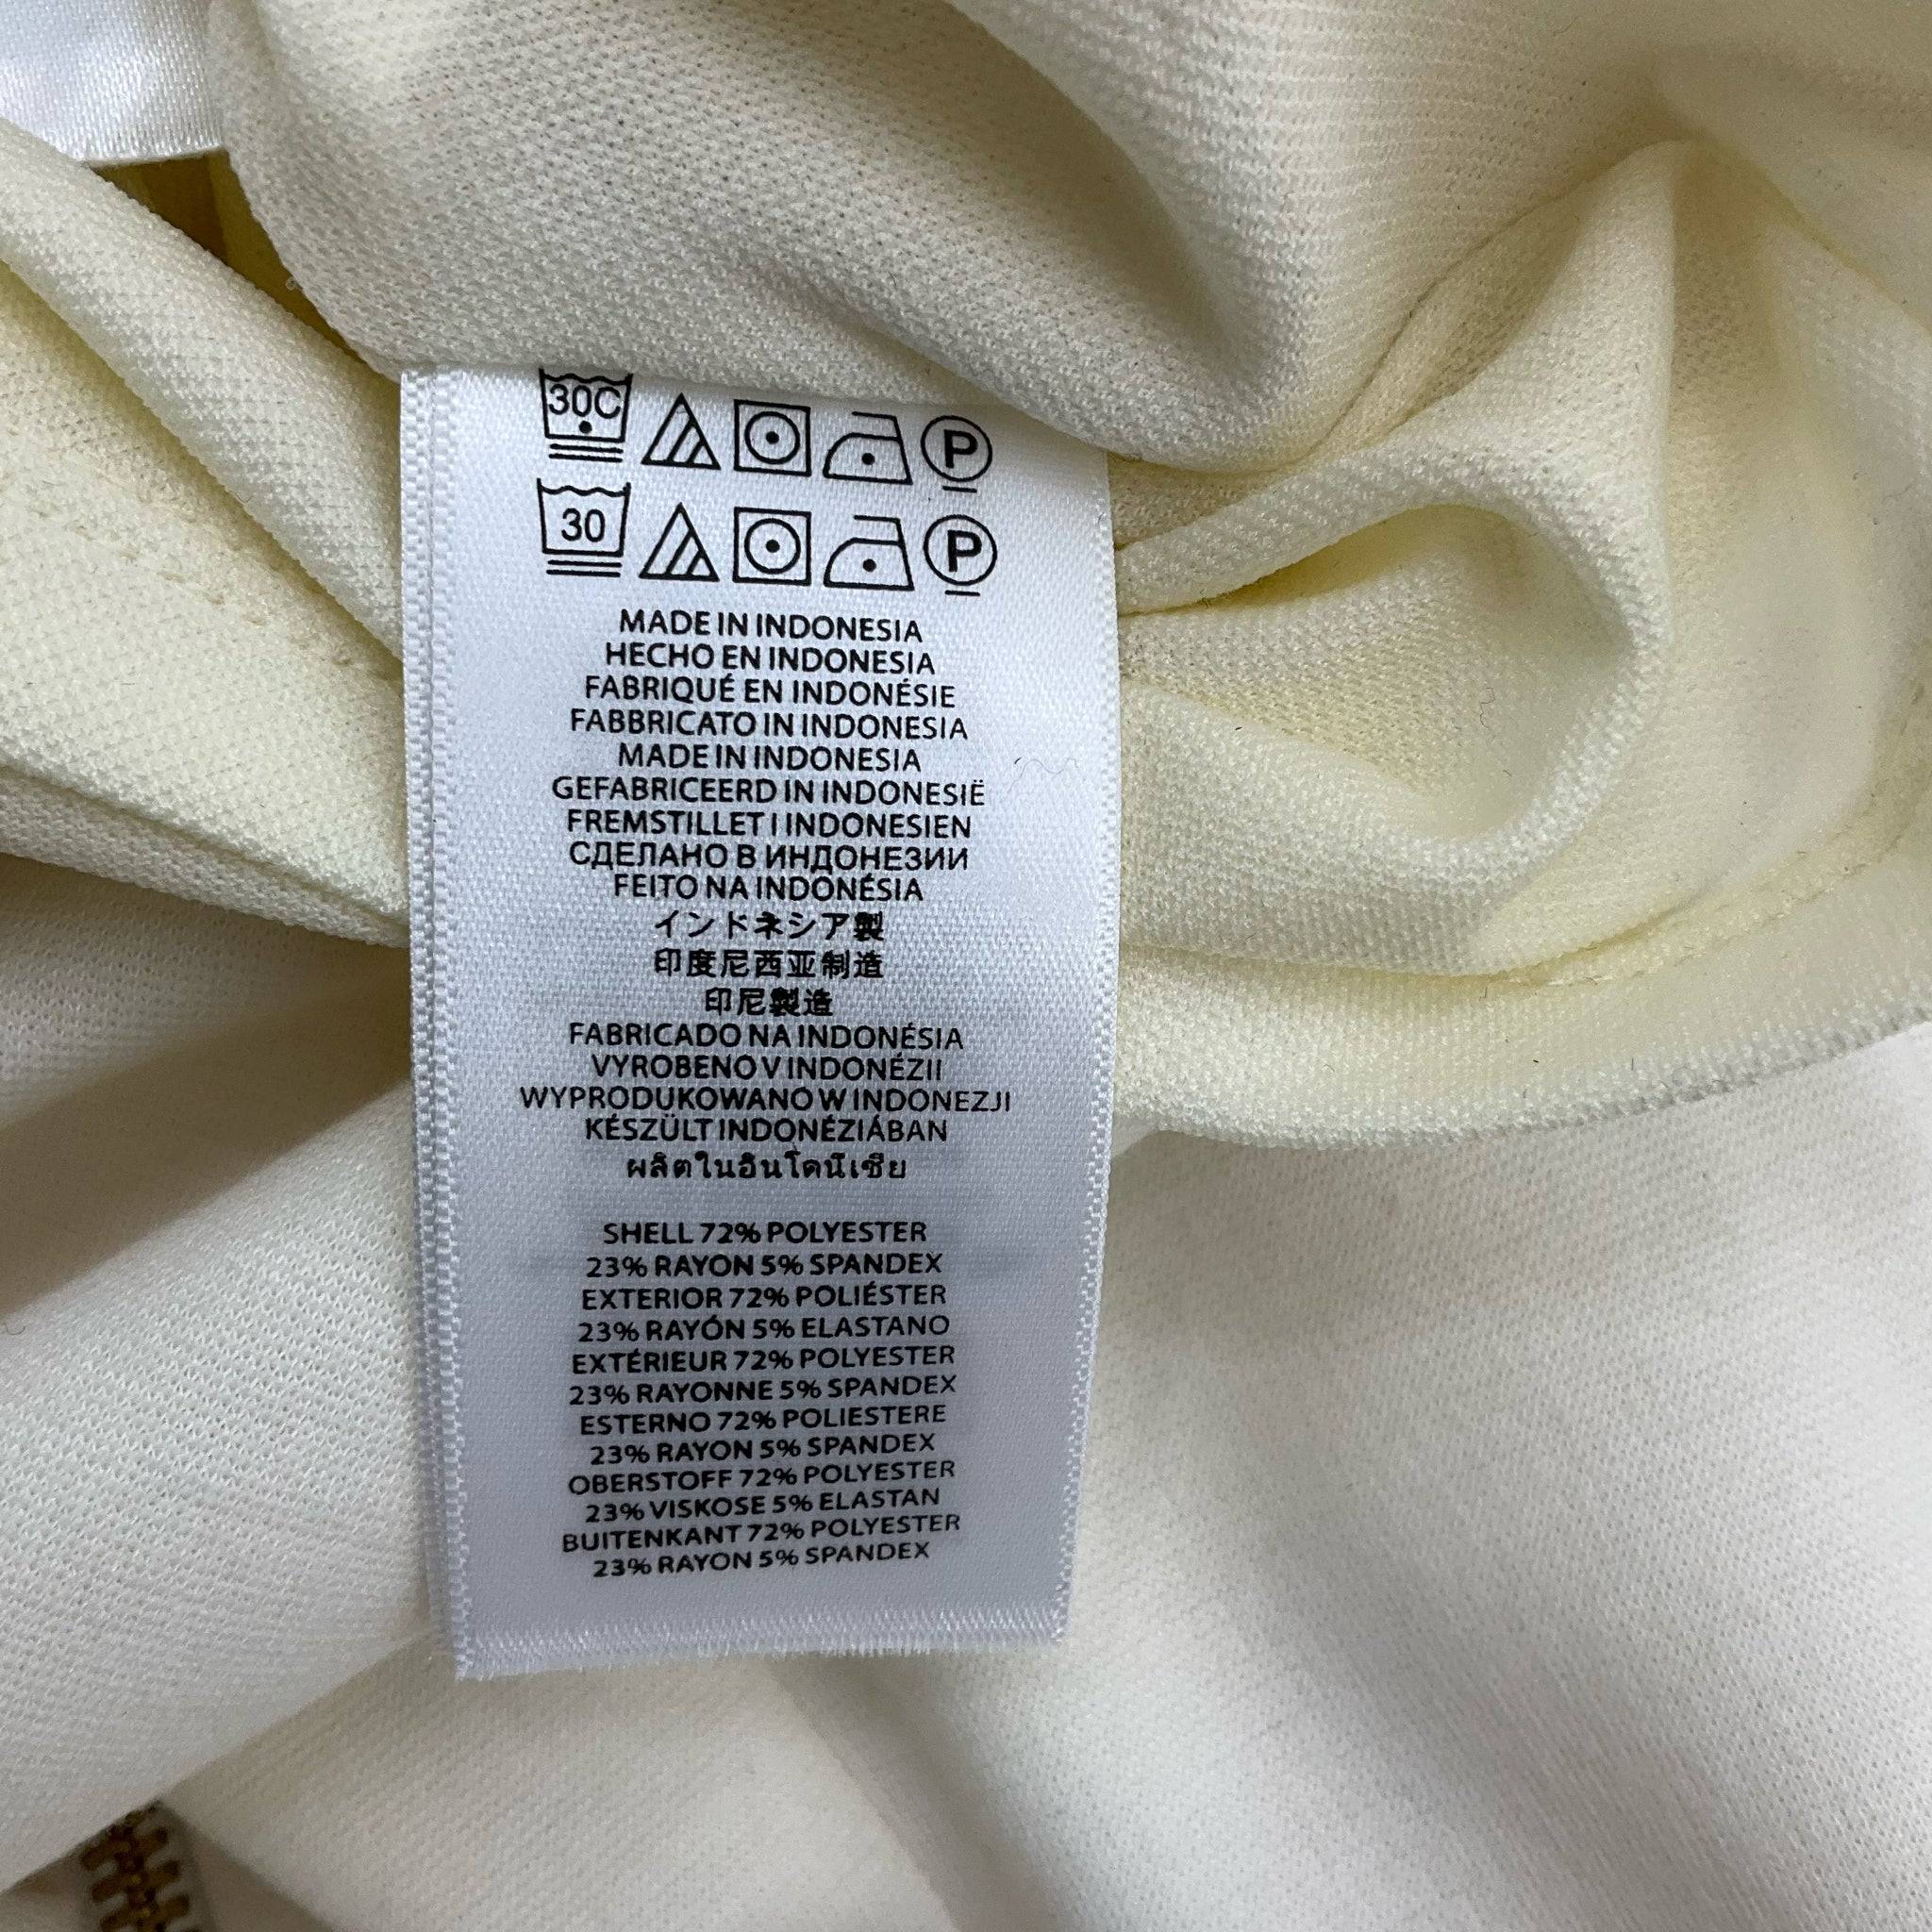 30C
P
30
P
MADE IN INDONESIA
HECHO EN INDONESIA
FABRIQUÉ EN INDONÉSIE
FABBRICATO IN INDONESIA
MADE IN INDONESIA
GEFABRICEERD IN INDONESIË
FREMSTILLET I INDONESIEN
СДЕЛАНО В ИНДОНЕЗИИ
FEITO NA INDONÉSIA
インドネシア製
印度尼西亚制造
印尼製造
FABRICADO NA INDONÉSIA
VYROBENO V INDONÉZII
WYPRODUKOWANO W INDONEZJI
KÉSZÜLT INDONÉZIÁBAN
ผลิตในอินโดนีเซีย
SHELL 72% POLYESTER
23% RAYON 5% SPANDEX
EXTERIOR 72% POLIÉSTER
23% RAYÓN 5% ELASTANO
EXTÉRIEUR 72% POLYESTER
23% RAYONNE 5% SPANDEX
ESTERNO 72% POLIESTERE
23% RAYON 5% SPANDEX
OBERSTOFF 72% POLYESTER
23% VISKOSE 5% ELASTAN
BUITENKANT 72% POLYESTER
23% RAYON 5% SPANDEX